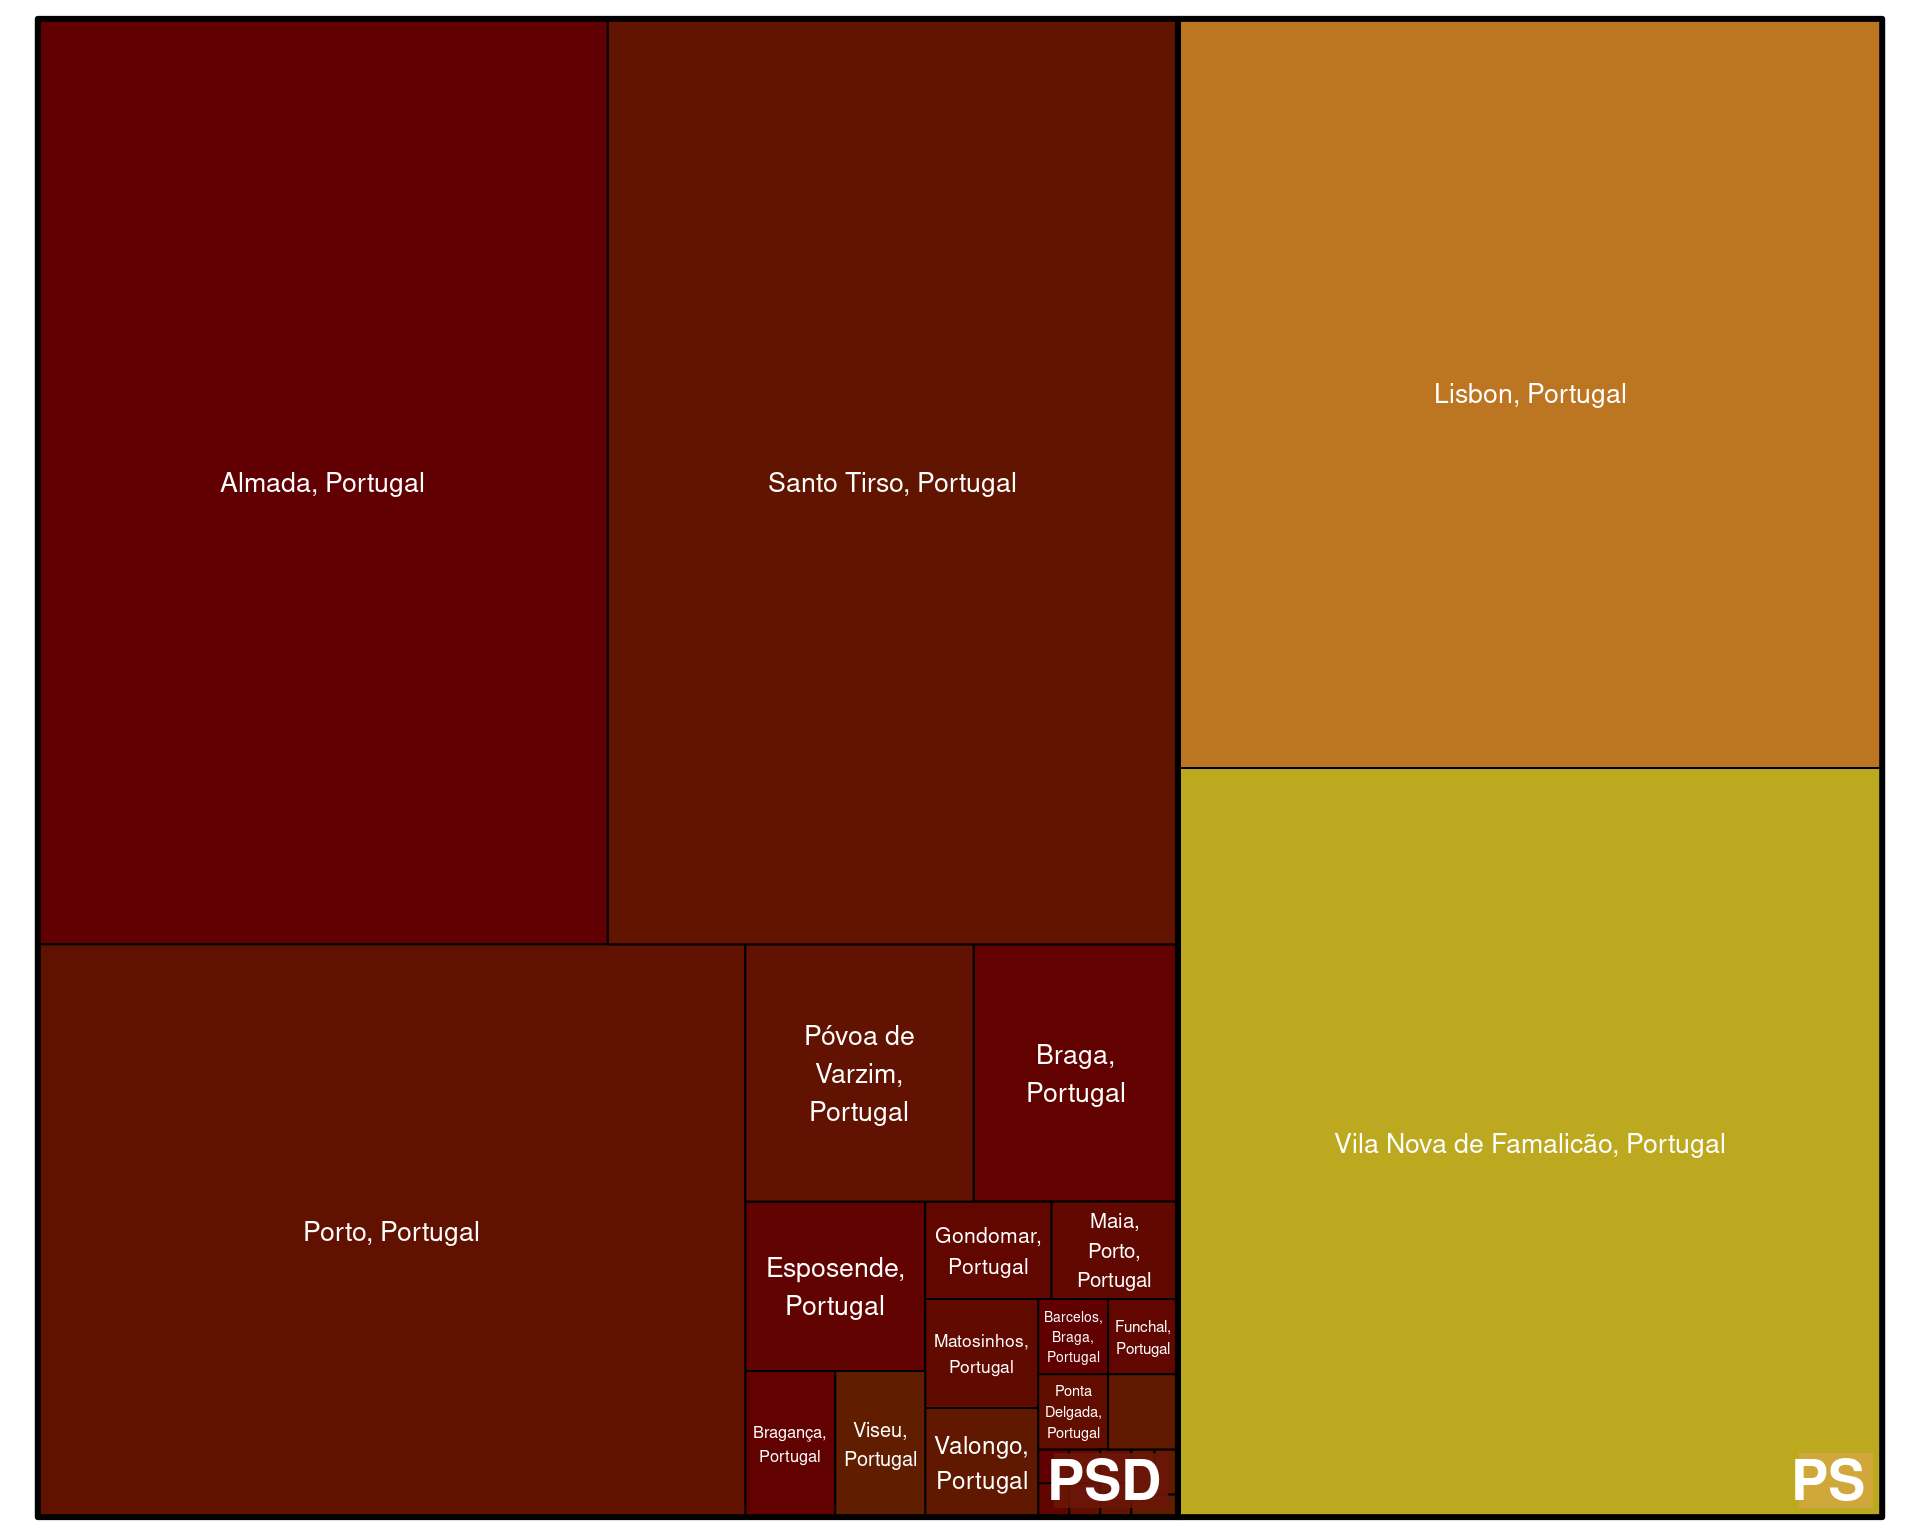 Almada, Portugal
Santo Tirso, Portugal
Lisbon, Portugal
Porto, Portugal
Póvoa de
Varzim,
Portugal
Braga,
Portugal
Vila Nova de Famalicão, Portugal
Esposende,
Portugal
Gondomar,
Portugal
Maia,
Porto,
Portugal
Matosinhos,
Portugal
Barcelos,
Braga,
Portugal
Funchal,
Portugal
Ponta
Delgada,
Portugal
Bragança,
Portugal
Viseu,
Portugal
Valongo,
Portugal
PSD
PS